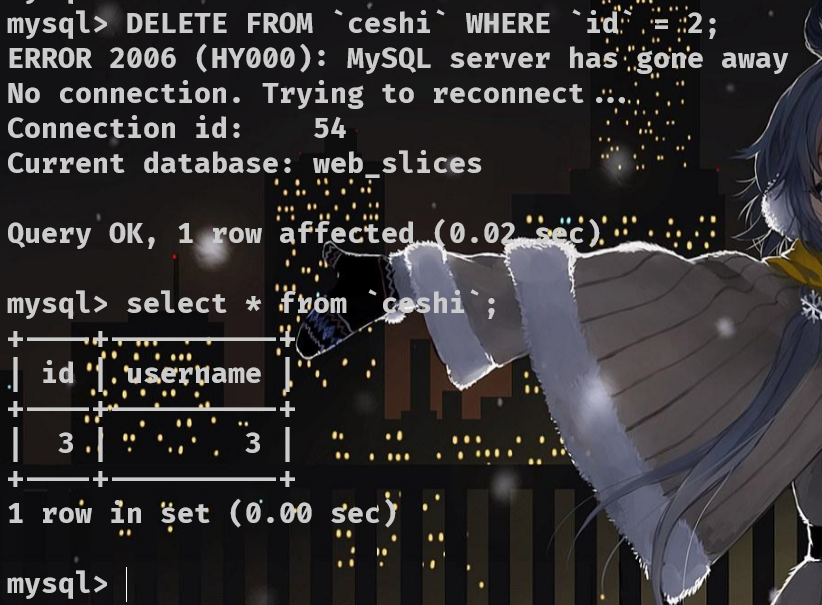 mysql> DELETE FROM `ceshi` WHERE `id` = 2;
ERROR 2006 (HY000): MySQL server has gone away
No connection. Trying to reconnect...
Connection id:    54
Current database: web_slices

Query OK, 1 row affected (0.02 sec)

mysql> select * from `ceshi`;
+----+----------+
| id | username |
+----+----------+
|  3 |        3 |
+----+----------+
1 row in set (0.00 sec)

mysql>